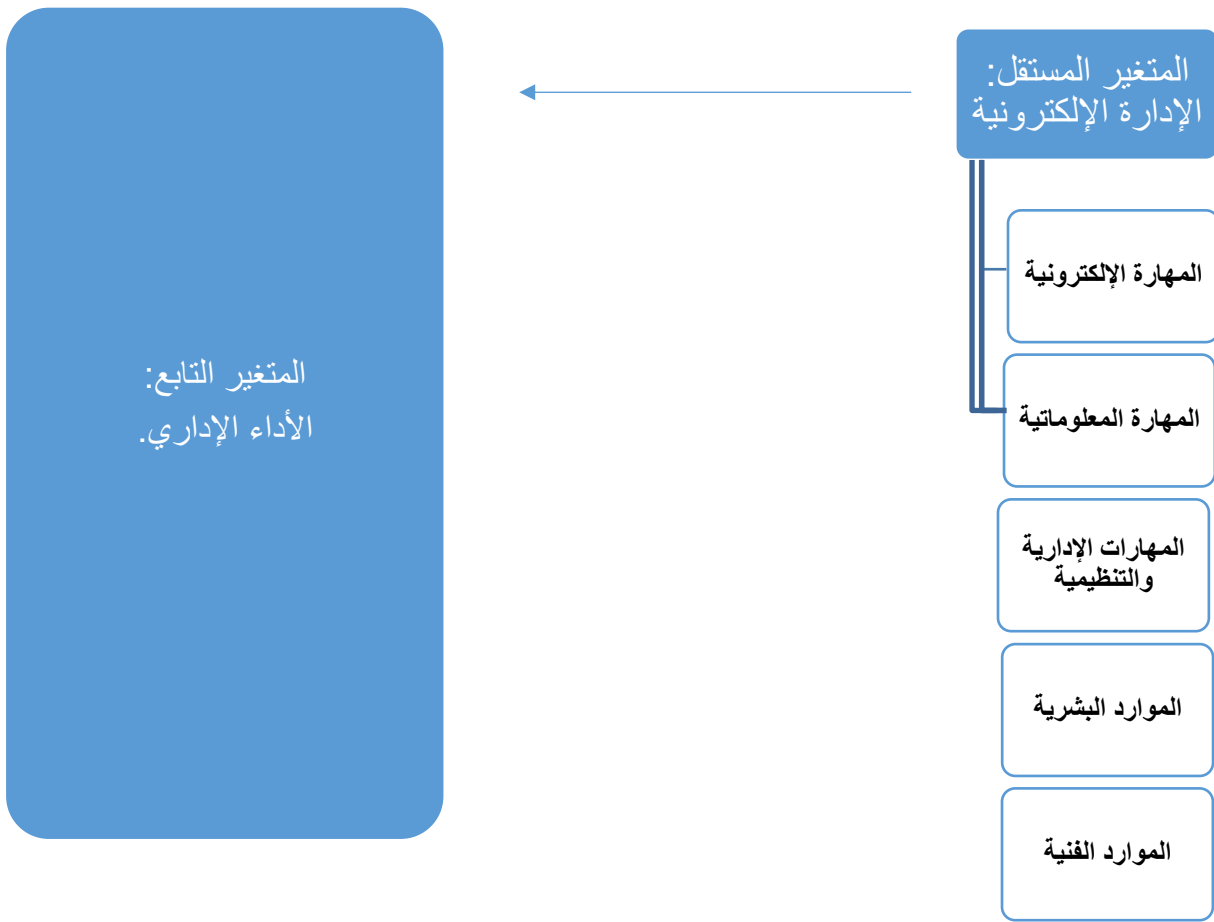 المتغير المستقل:
الإدارة الإلكترونية
المهارة الإلكترونية
المهارة المعلوماتية
المهارات الإدارية
والتنظيمية
الموارد البشرية
الموارد الفنية
المتغير التابع:
الأداء الإداري.